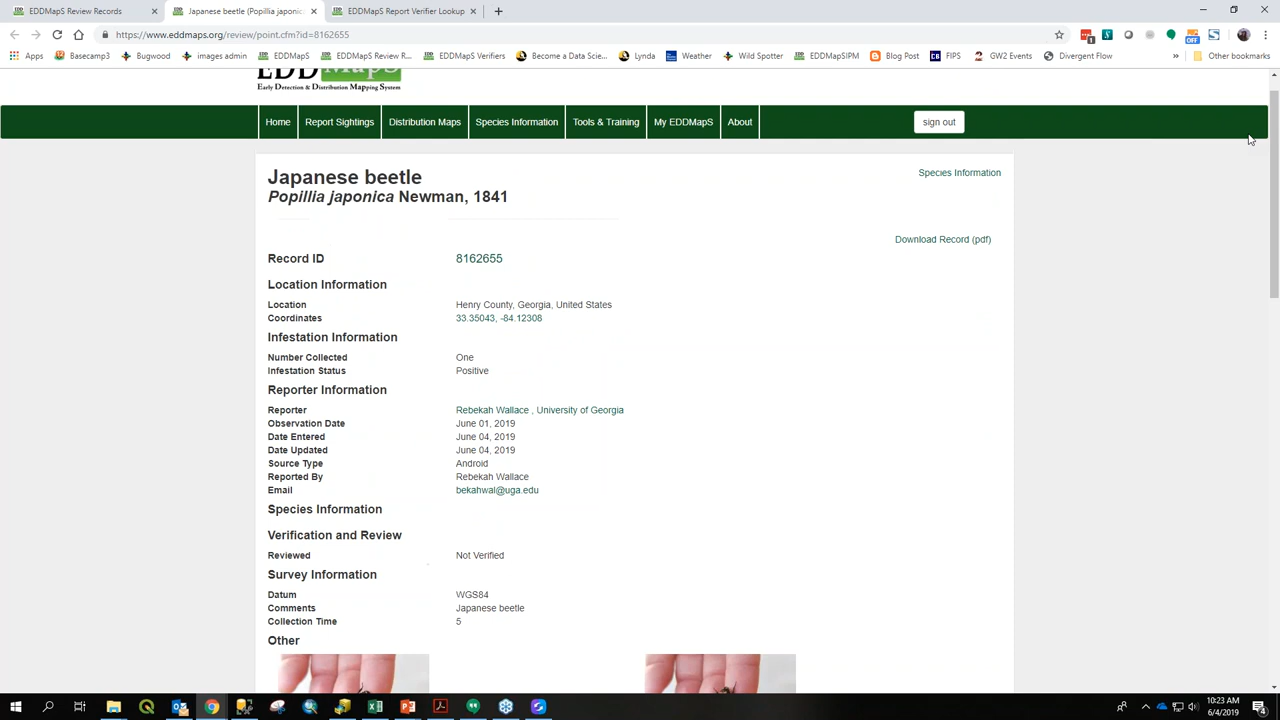 EDDMapS Review Records
Japanese beetle (Popillia japonic
EDDMapS Report Verifier Lookup
https://www.eddmaps.org/review/point.cfm?id=8162655
Apps Basecamp3 Bugwood images admin EDDMapS EDDMapS Review R... EDDMapS Verifiers Become a Data Scie... Lynda Weather Wild Spotter EDDMapSIPM Blog Post FIPS GW2 Events Divergent Flow » Other bookmarks
EDDMapS
Early Detection & Distribution Mapping System
Home Report Sightings Distribution Maps Species Information Tools & Training My EDDMapS About sign out
Japanese beetle
Species Information
Popillia japonica Newman, 1841
Download Record (pdf)
Record ID 8162655
Location Information
Location Henry County, Georgia, United States
Coordinates 33.35043, -84.12308
Infestation Information
Number Collected One
Infestation Status Positive
Reporter Information
Reporter Rebekah Wallace , University of Georgia
Observation Date June 01, 2019
Date Entered June 04, 2019
Date Updated June 04, 2019
Source Type Android
Reported By Rebekah Wallace
Email bekahwal@uga.edu
Species Information
Verification and Review
Reviewed Not Verified
Survey Information
Datum WGS84
Comments Japanese beetle
Collection Time 5
Other
10:23 AM
6/4/2019